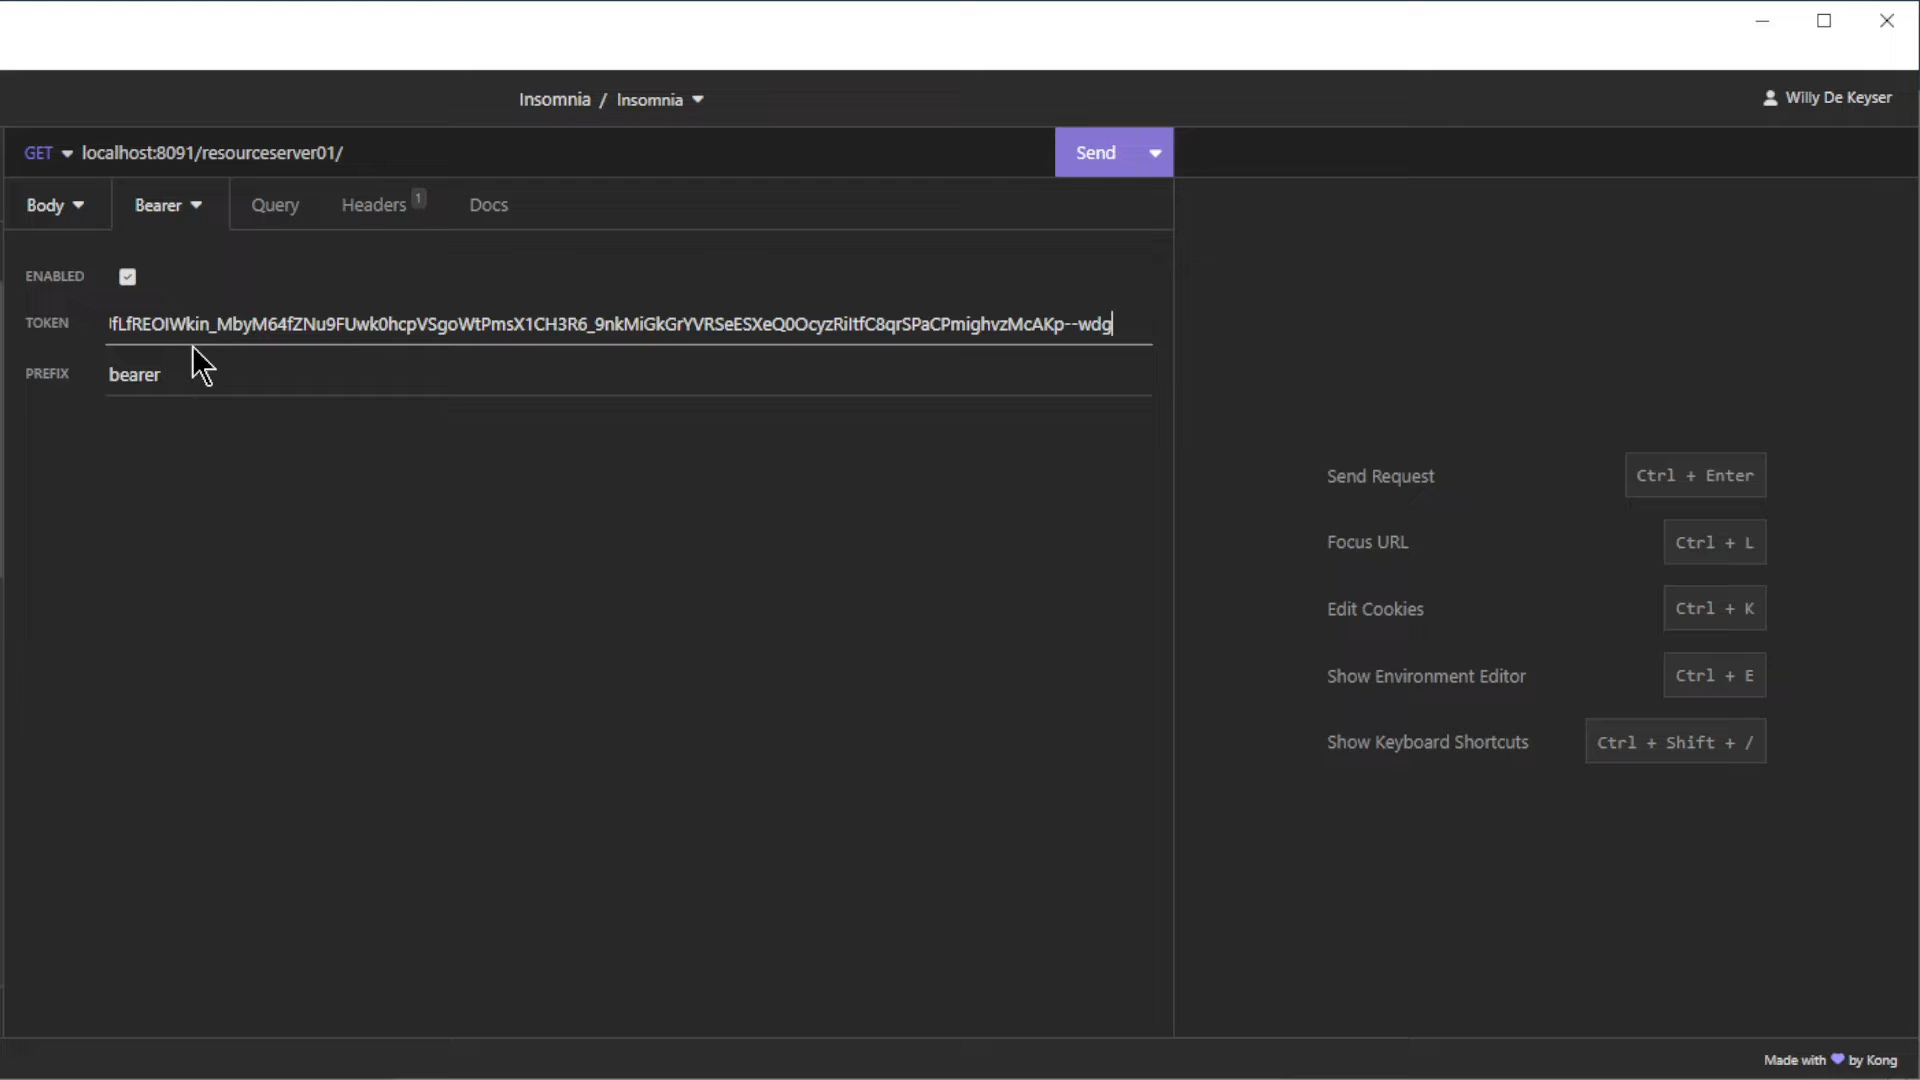 Insomnia / Insomnia
Willy De Keyser
GET localhost:8091/resourceserver01/
Send
Body Bearer Query Headers 1 Docs
ENABLED
TOKEN fLfREOIWkin_MbyM64fZNu9FUwk0hcpVSgoWtPmsX1CH3R6_9nkMiGkGrYVRSeESXeQ0OcyzRiItfC8qrSPaCPmighvzMcAKp--wdg
PREFIX bearer
Send Request Ctrl + Enter
Focus URL Ctrl + L
Edit Cookies Ctrl + K
Show Environment Editor Ctrl + E
Show Keyboard Shortcuts Ctrl + Shift + /
Made with 💜 by Kong